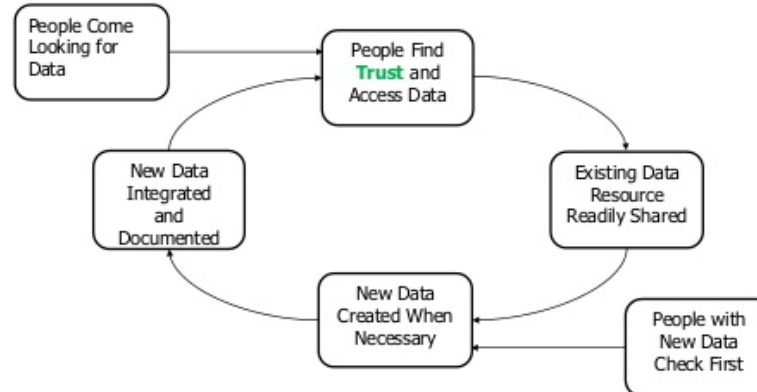 People Come
Looking for
Data
People Find
Trust and
Access Data
New Data
Integrated
and
Documented
Existing Data
Resource
Readily Shared
New Data
Created When
Necessary
People with
New Data
Check First